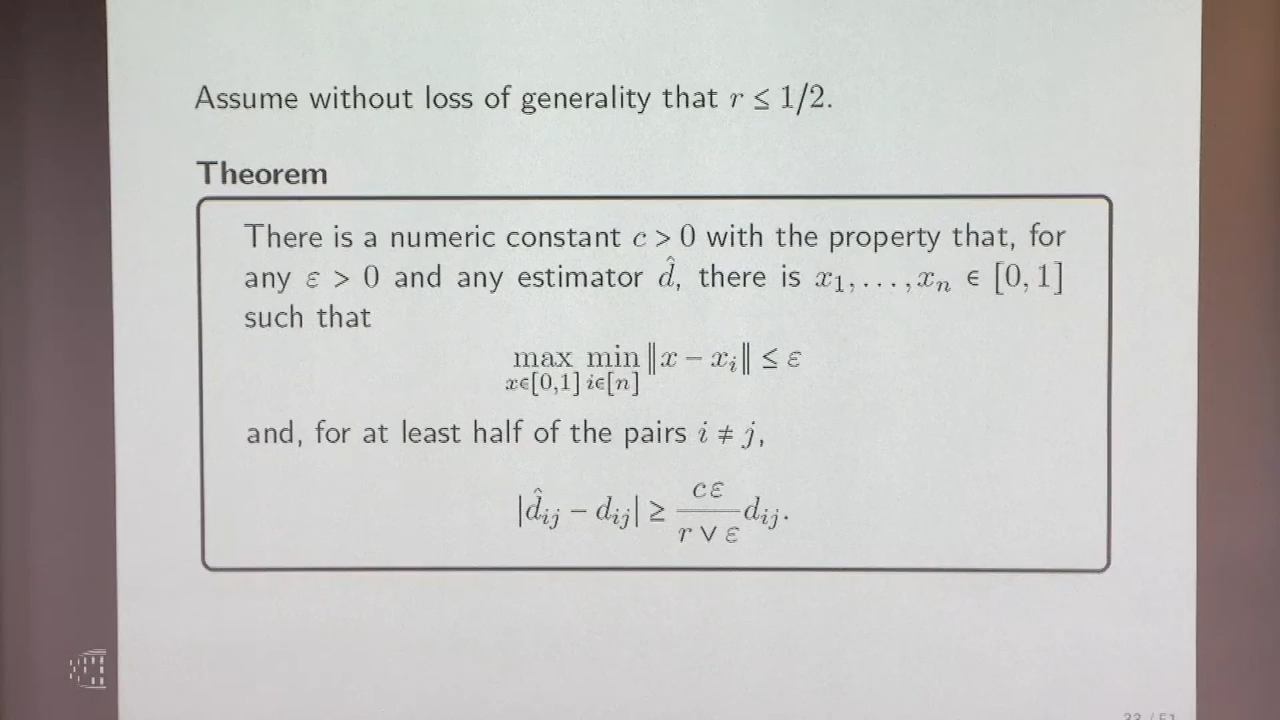 Assume without loss of generality that r ≤ 1/2.
Theorem
There is a numeric constant c > 0 with the property that, for
any ε > 0 and any estimator d̂, there is x₁, . . . , xₙ ∈ [0, 1]
such that
max min ‖x − xᵢ‖ ≤ ε
x∈[0,1] i∈[n]
and, for at least half of the pairs i ≠ j,
|d̂ᵢⱼ − dᵢⱼ| ≥ cε / (r ∨ ε) dᵢⱼ.